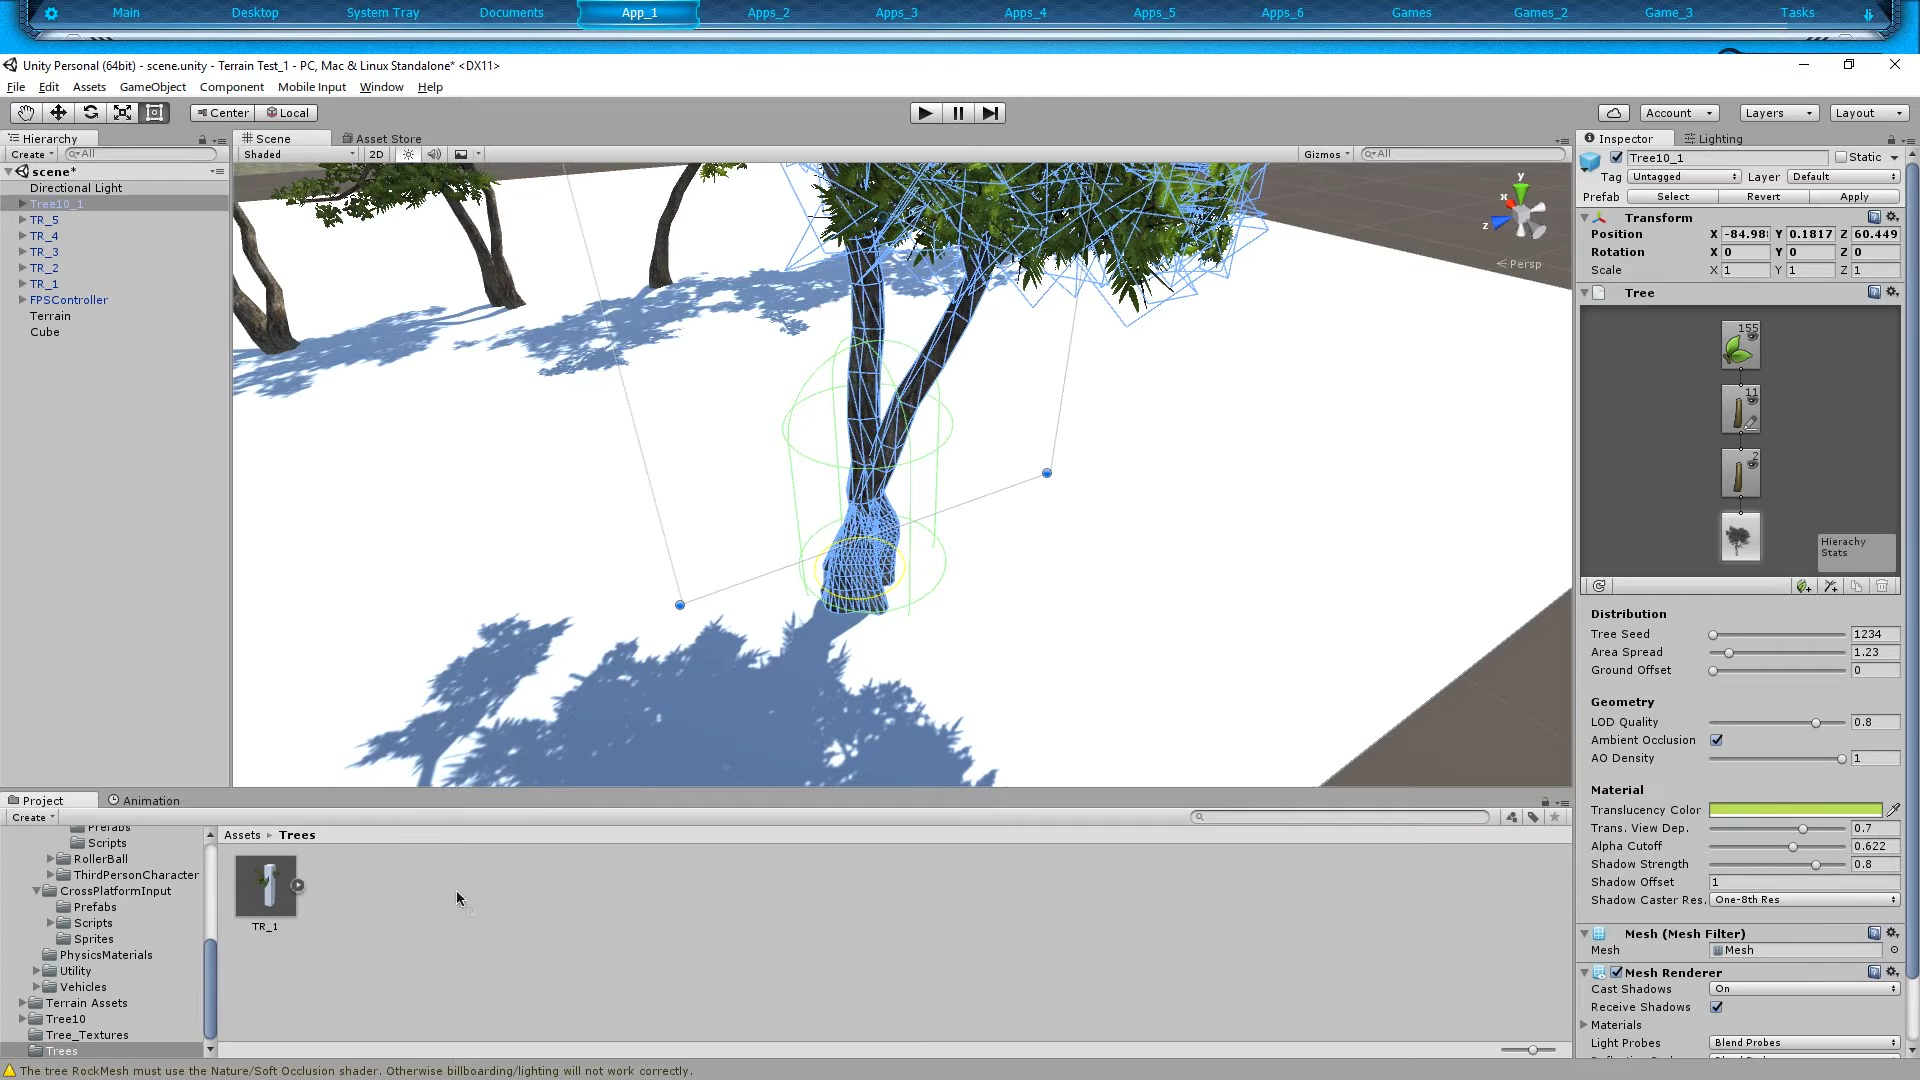 Main Desktop System Tray Documents App_1 Apps_2 Apps_3 Apps_4 Apps_5 Apps_6 Games Games_2 Game_3 Tasks
Unity Personal (64bit) - scene.unity - Terrain Test_1 - PC, Mac & Linux Standalone* <DX11>
File Edit Assets GameObject Component Mobile Input Window Help
Center Local Account Layers Layout
Hierarchy
Create All
scene*
Directional Light
Tree10_1
TR_5
TR_4
TR_3
TR_2
TR_1
FPSController
Terrain
Cube
Scene Asset Store
Shaded 2D Gizmos All
y
x
z
Persp
Inspector Lighting
Tree10_1 Static
Tag Untagged Layer Default
Prefab Select Revert Apply
Transform
Position X -84.98 Y 0.1817 Z 60.449
Rotation X 0 Y 0 Z 0
Scale X 1 Y 1 Z 1
Tree
155
11
2
Hierachy
Stats
Distribution
Tree Seed 1234
Area Spread 1.23
Ground Offset 0
Geometry
LOD Quality 0.8
Ambient Occlusion
AO Density 1
Material
Translucency Color
Trans. View Dep. 0.7
Alpha Cutoff 0.622
Shadow Strength 0.8
Shadow Offset 1
Shadow Caster Res. One-8th Res
Mesh (Mesh Filter)
Mesh Mesh
Mesh Renderer
Cast Shadows On
Receive Shadows
Materials
Light Probes Blend Probes
Project Animation
Create
Prefabs
Scripts
RollerBall
ThirdPersonCharacter
CrossPlatformInput
Prefabs
Scripts
Sprites
PhysicsMaterials
Utility
Vehicles
Terrain Assets
Tree10
Tree_Textures
Trees
Assets Trees
TR_1
The tree RockMesh must use the Nature/Soft Occlusion shader. Otherwise billboarding/lighting will not work correctly.